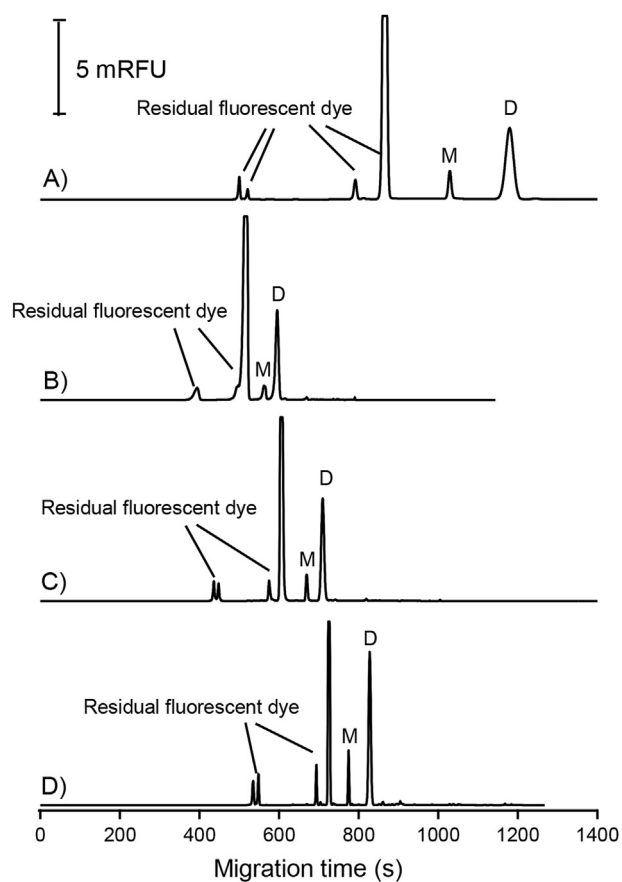 5 mRFU
Residual fluorescent dye
D
M
A)
D
Residual fluorescent dye
M
B)
D
Residual fluorescent dye
M
C)
D
Residual fluorescent dye
M
D)
0 200 400 600 800 1000 1200 1400
Migration time (s)